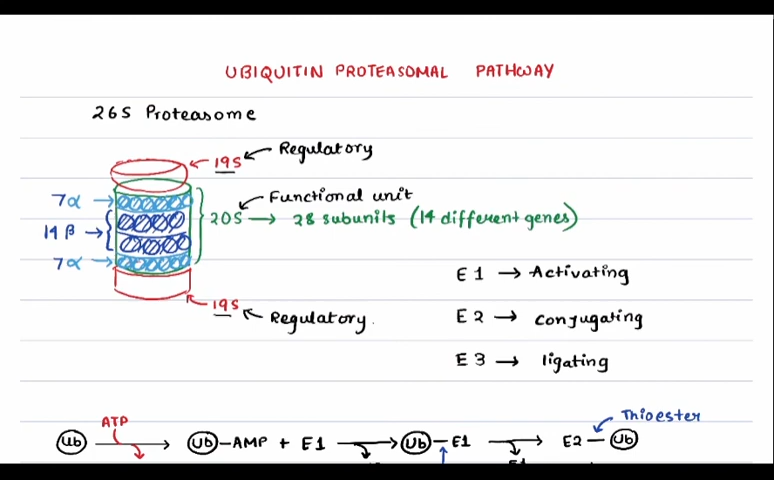 UBIQUITIN PROTEASOMAL PATHWAY
26S Proteasome
19S Regulatory
Functional unit
7α
20S → 28 subunits (14 different genes)
14 β
7α
19S
Regulatory.
E1 → Activating
E2 → conjugating
E3 → ligating
Thioester
ATP
Ub → Ub-AMP + E1 → Ub-E1 → E2-Ub